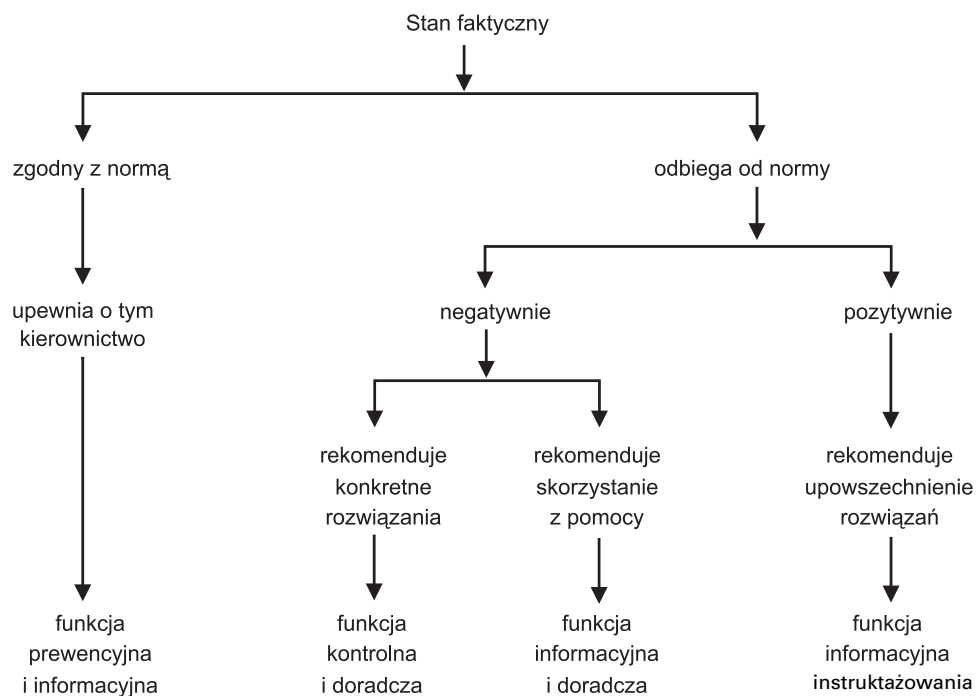 Stan faktyczny
zgodny z normą
odbiega od normy
upewnia o tym
kierownictwo
negatywnie
pozytywnie
rekomenduje
konkretne
rozwiązania
rekomenduje
skorzystanie
z pomocy
rekomenduje
upowszechnienie
rozwiązań
funkcja
prewencyjna
i informacyjna
funkcja
kontrolna
i doradcza
funkcja
informacyjna
i doradcza
funkcja
informacyjna
instruktażowania